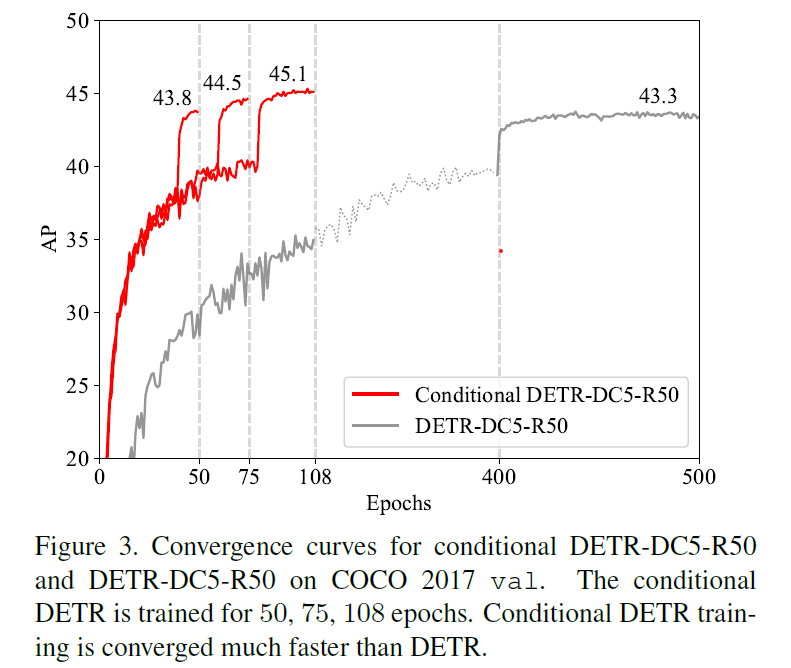 50
45
40
35
30
25
20
AP
43.8
44.5
45.1
43.3
Conditional DETR-DC5-R50
DETR-DC5-R50
0 50 75 108 400 500
Epochs
Figure 3. Convergence curves for conditional DETR-DC5-R50
and DETR-DC5-R50 on COCO 2017 val. The conditional
DETR is trained for 50, 75, 108 epochs. Conditional DETR train-
ing is converged much faster than DETR.